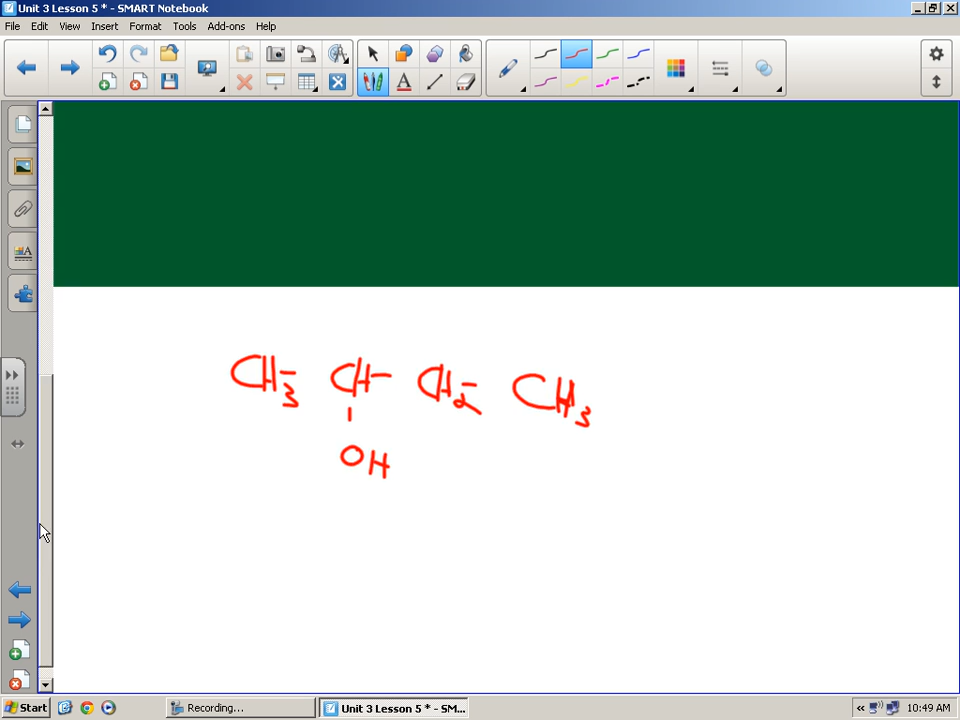 Unit 3 Lesson 5 * - SMART Notebook
File Edit View Insert Format Tools Add-ons Help
CH3- CH- CH2- CH3
OH
Start Recording... Unit 3 Lesson 5 * - SM... « 10:49 AM